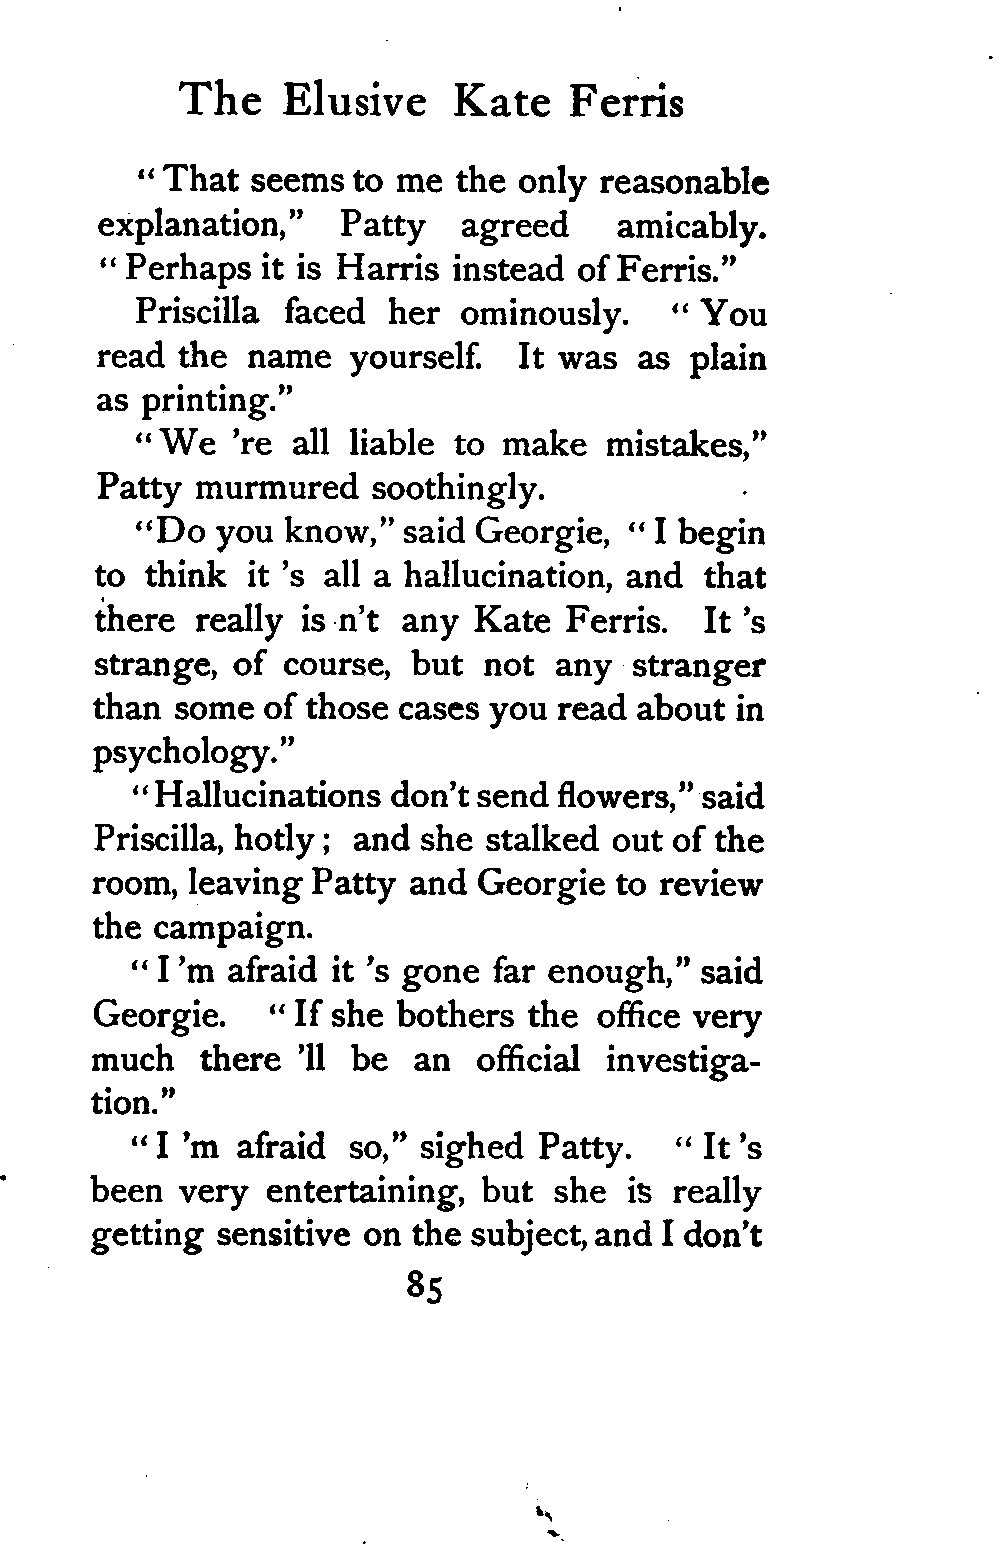 The Elusive Kate Ferris
“ That seems to me the only reasonable
explanation,” Patty agreed amicably.
“ Perhaps it is Harris instead of Ferris.”
Priscilla faced her ominously. “ You
read the name yourself. It was as plain
as printing.”
“ We 're all liable to make mistakes,”
Patty murmured soothingly.
“Do you know,” said Georgie, “ I begin
to think it 's all a hallucination, and that
there really is n't any Kate Ferris. It 's
strange, of course, but not any stranger
than some of those cases you read about in
psychology.”
“ Hallucinations don't send flowers,” said
Priscilla, hotly ; and she stalked out of the
room, leaving Patty and Georgie to review
the campaign.
“ I 'm afraid it 's gone far enough,” said
Georgie. “ If she bothers the office very
much there 'll be an official investiga-
tion.”
“ I 'm afraid so,” sighed Patty. “ It 's
been very entertaining, but she is really
getting sensitive on the subject, and I don't
85